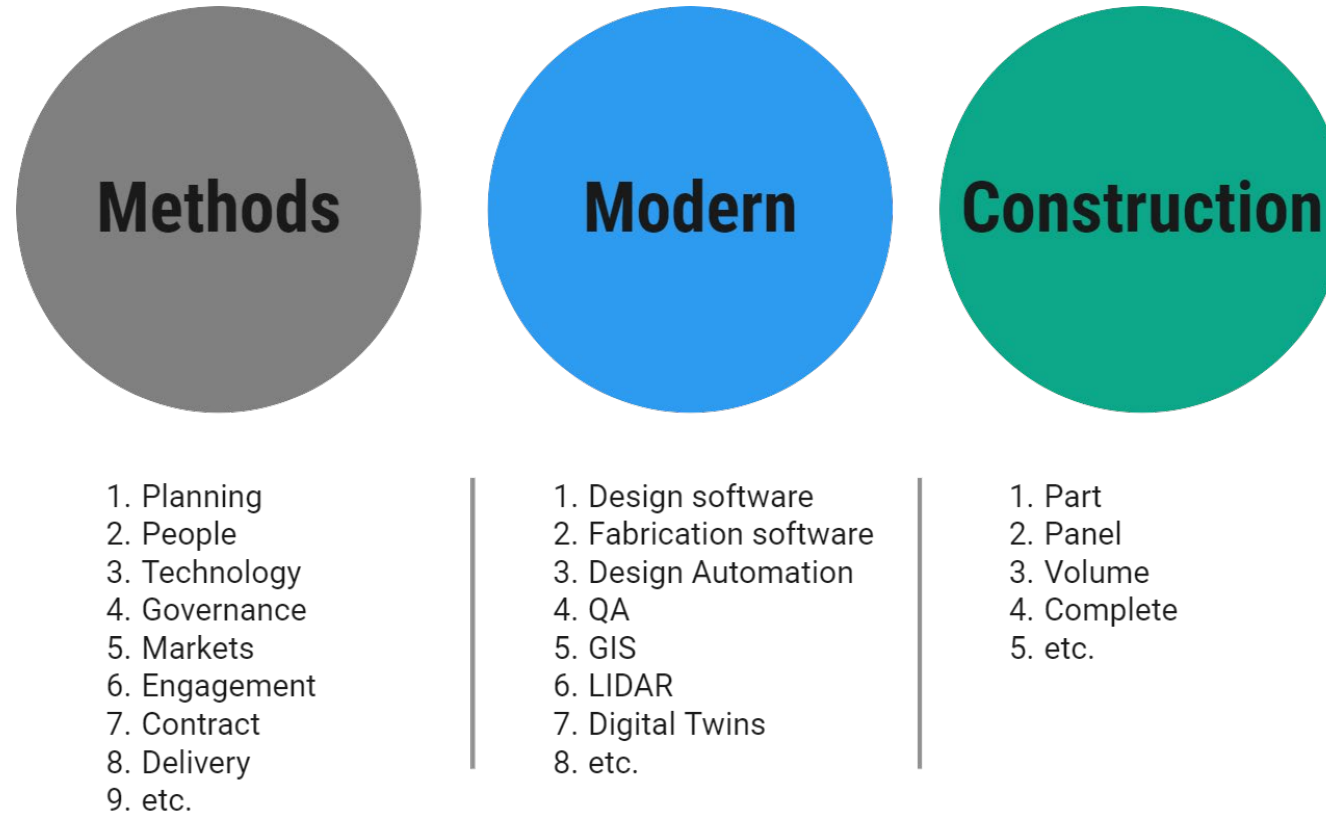 Methods
Modern
Construction
1. Planning
2. People
3. Technology
4. Governance
5. Markets
6. Engagement
7. Contract
8. Delivery
9. etc.
1. Design software
2. Fabrication software
3. Design Automation
4. QA
5. GIS
6. LIDAR
7. Digital Twins
8. etc.
1. Part
2. Panel
3. Volume
4. Complete
5. etc.